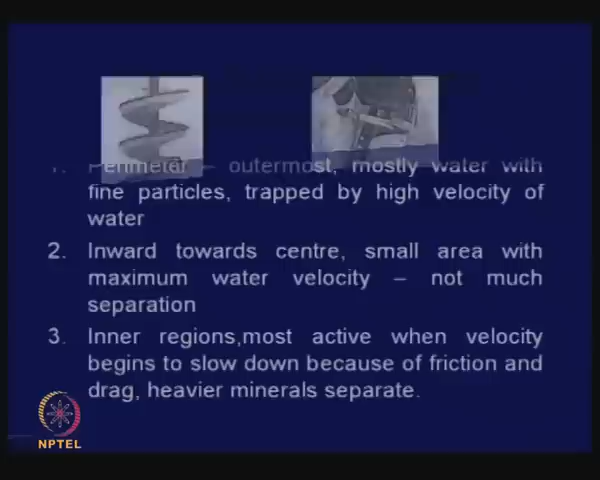 1. Perimeter – outermost, mostly water with
fine particles, trapped by high velocity of
water
2. Inward towards centre, small area with
maximum water velocity – not much
separation
3. Inner regions,most active when velocity
begins to slow down because of friction and
drag, heavier minerals separate.
NPTEL